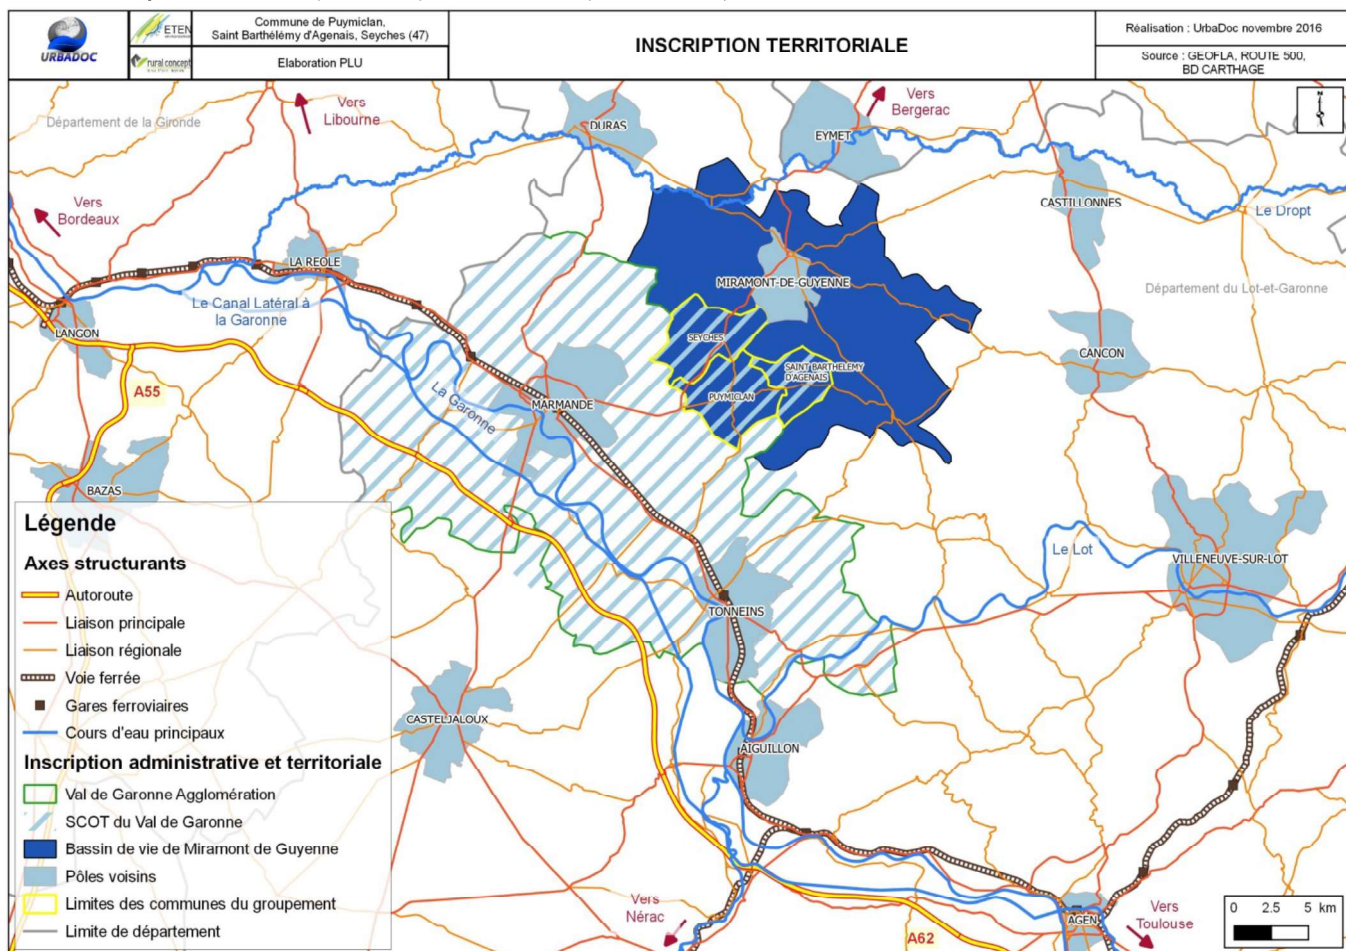 URBADOC
ETEN
rural concept
Commune de Puymiclan,
Saint Barthélémy d'Agenais, Seyches (47)
Elaboration PLU
INSCRIPTION TERRITORIALE
Réalisation : UrbaDoc novembre 2016
Source : GEOFLA, ROUTE 500,
BD CARTHAGE
Vers
Libourne
Vers
Bergerac
N
Département de la Gironde
DURAS
EYMET
Vers
Bordeaux
CASTILLONNES
Le Dropt
LA REOLE
MIRAMONT-DE-GUYENNE
Département du Lot-et-Garonne
Le Canal Latéral à
la Garonne
LANGON
SEYCHES
CANCON
SAINT BARTHELEMY
D'AGENAIS
A55
La Garonne
MARMANDE
PUYMICLAN
BAZAS
Le Lot
VILLENEUVE-SUR-LOT
TONNEINS
CASTELJALOUX
AIGUILLON
Légende
Axes structurants
Autoroute
Liaison principale
Liaison régionale
Voie ferrée
Gares ferroviaires
Cours d'eau principaux
Inscription administrative et territoriale
Val de Garonne Agglomération
SCOT du Val de Garonne
Bassin de vie de Miramont de Guyenne
Pôles voisins
Limites des communes du groupement
Limite de département
Vers
Nérac
A62
AGEN
Vers
Toulouse
0 2.5 5 km